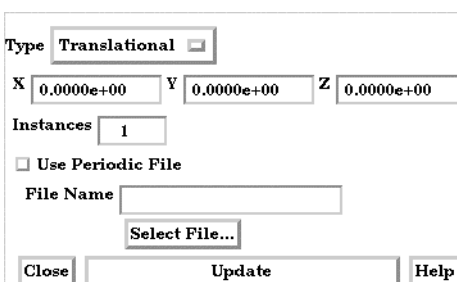 Type Translational
X 0.0000e+00 Y 0.0000e+00 Z 0.0000e+00
Instances 1
Use Periodic File
File Name
Select File...
Close Update Help